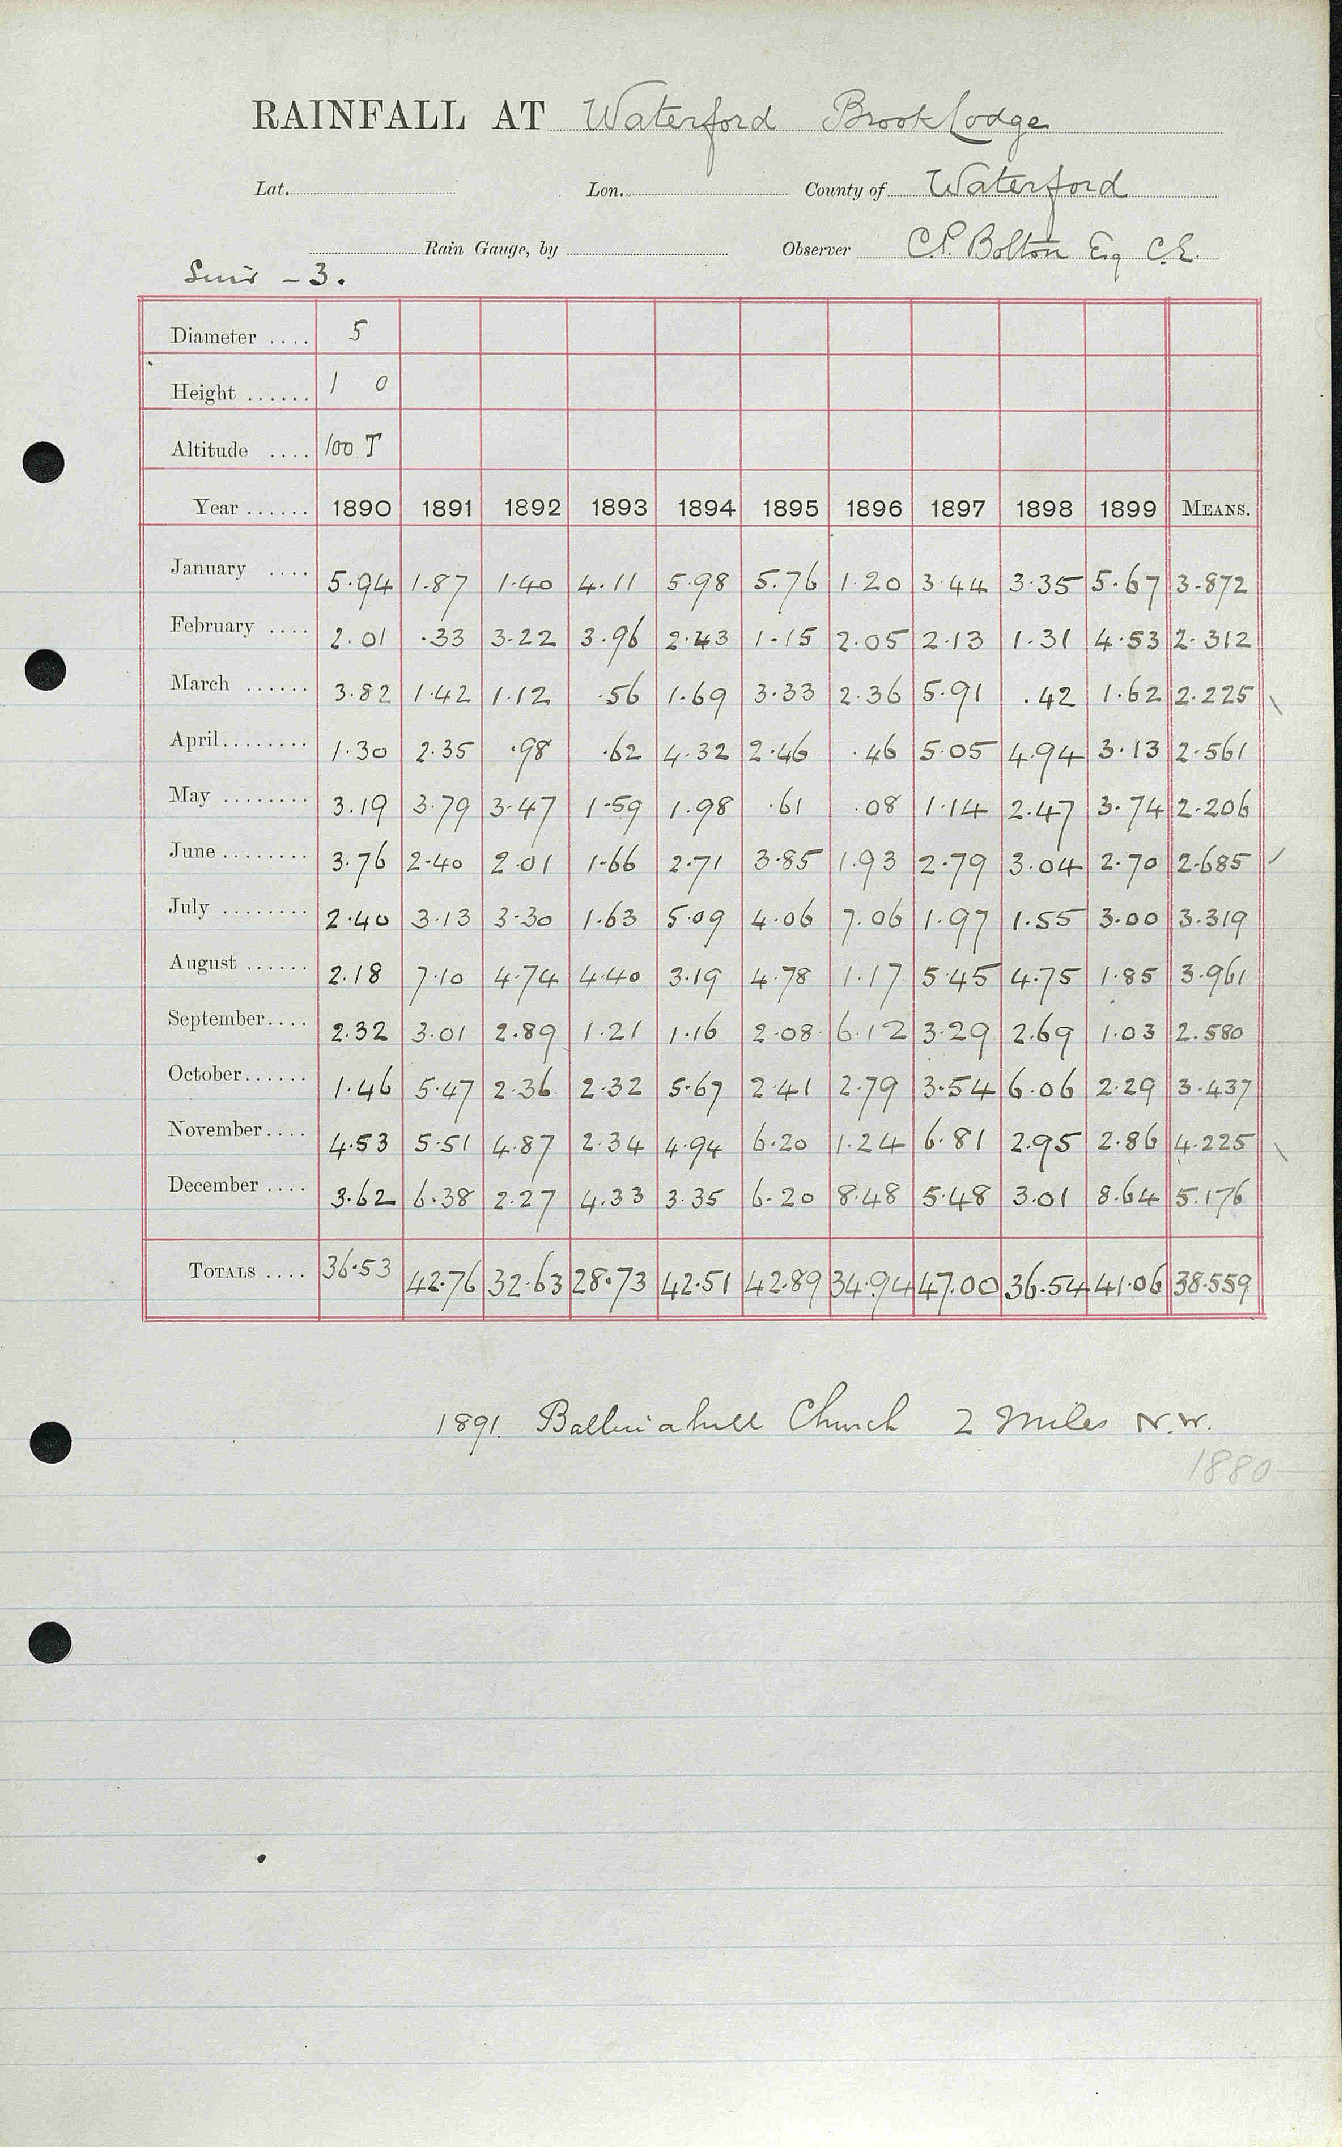 RAINFALL AT Waterford Brook Lodge
Lat. Lon. County of Waterford
Rain Gauge, by Observer C.P. Bolton Esq C.E.
Suir - 3.
Diameter .... 5
Height ...... 1 0
Altitude .... 100 T
Year ...... 1890 1891 1892 1893 1894 1895 1896 1897 1898 1899 MEANS.
January .... 5.94 1.87 1.40 4.11 5.98 5.76 1.20 3.44 3.35 5.67 3.872
February .... 2.01 .33 3.22 3.96 2.43 1.15 2.05 2.13 1.31 4.53 2.312
March ...... 3.82 1.42 1.12 .56 1.69 3.33 2.36 5.91 .42 1.62 2.225
April........ 1.30 2.35 .98 .62 4.32 2.46 .46 5.05 4.94 3.13 2.561
May ........ 3.19 3.79 3.47 1.59 1.98 .61 .08 1.14 2.47 3.74 2.206
June ........ 3.76 2.40 2.01 1.66 2.71 3.85 1.93 2.79 3.04 2.70 2.685
July ........ 2.40 3.13 3.30 1.63 5.09 4.06 7.06 1.97 1.55 3.00 3.319
August ...... 2.18 7.10 4.74 4.40 3.19 4.78 1.17 5.45 4.75 1.85 3.961
September.... 2.32 3.01 2.89 1.21 1.16 2.08 6.12 3.29 2.69 1.03 2.580
October...... 1.46 5.47 2.36 2.32 5.67 2.41 2.79 3.54 6.06 2.29 3.437
November.... 4.53 5.51 4.87 2.34 4.94 6.20 1.24 6.81 2.95 2.86 4.225
December .... 3.62 6.38 2.27 4.33 3.35 6.20 8.48 5.48 3.01 8.64 5.176
TOTALS .... 36.53 42.76 32.63 28.73 42.51 42.89 34.94 47.00 36.54 41.06 38.559
1891 Ballinahill Church 2 Miles N.W.
1880